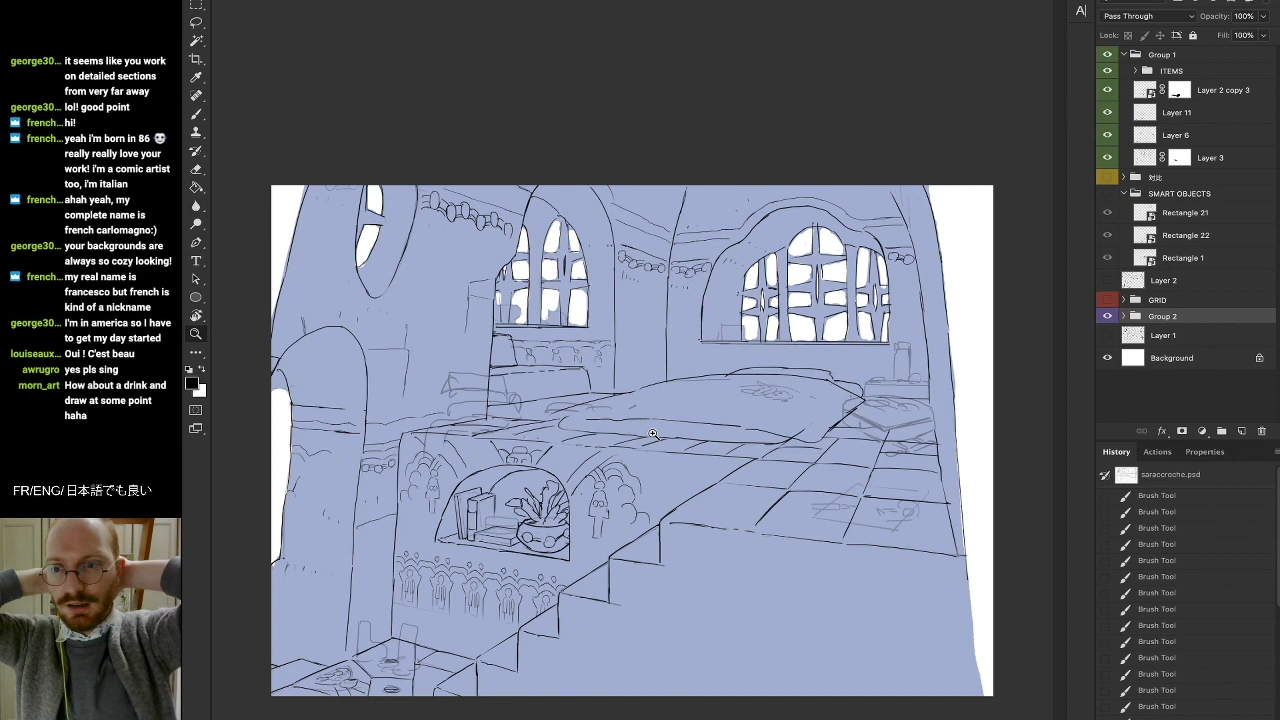 george30... it seems like you work
on detailed sections
from very far away
george30... lol! good point
french... hi!
french... yeah i'm born in 86
really really love your
work! i'm a comic artist
too, i'm italian
french... ahah yeah, my
complete name is
french carlomagno:)
george30... your backgrounds are
always so cozy looking!
french... my real name is
francesco but french is
kind of a nickname
george30... I'm in america so I have
to get my day started
louiseaux... Oui ! C'est beau
awrugro yes pls sing
morn_art How about a drink and
draw at some point
haha
FR/ENG/日本語でも良い
A
Pass Through Opacity: 100%
Lock: Fill: 100%
Group 1
ITEMS
Layer 2 copy 3
Layer 11
Layer 6
Layer 3
对比
SMART OBJECTS
Rectangle 21
Rectangle 22
Rectangle 1
Layer 2
GRID
Group 2
Layer 1
Background
fx
History Actions Properties
saraccroche.psd
Brush Tool
Brush Tool
Brush Tool
Brush Tool
Brush Tool
Brush Tool
Brush Tool
Brush Tool
Brush Tool
Brush Tool
Brush Tool
Brush Tool
Brush Tool
Brush Tool